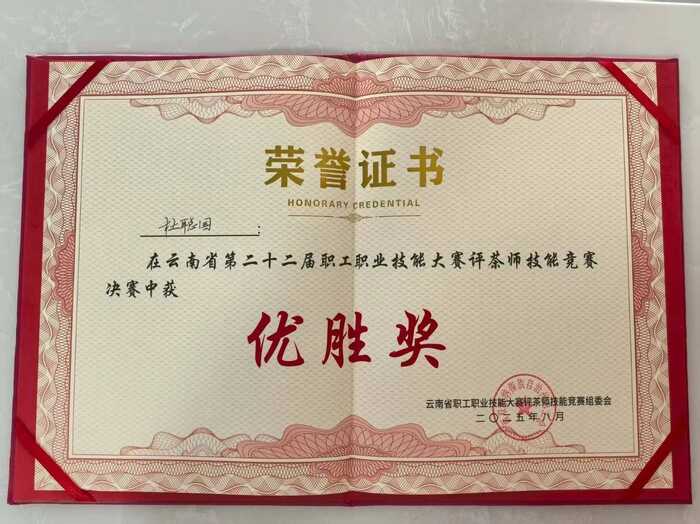 荣誉证书
HONORARY CREDENTIAL
杜聪国：
在云南省第二十二届职工职业技能大赛评茶师技能竞赛
决赛中获
优胜奖
云南省职工职业技能大赛评茶师技能竞赛组委会
二〇二五年八月